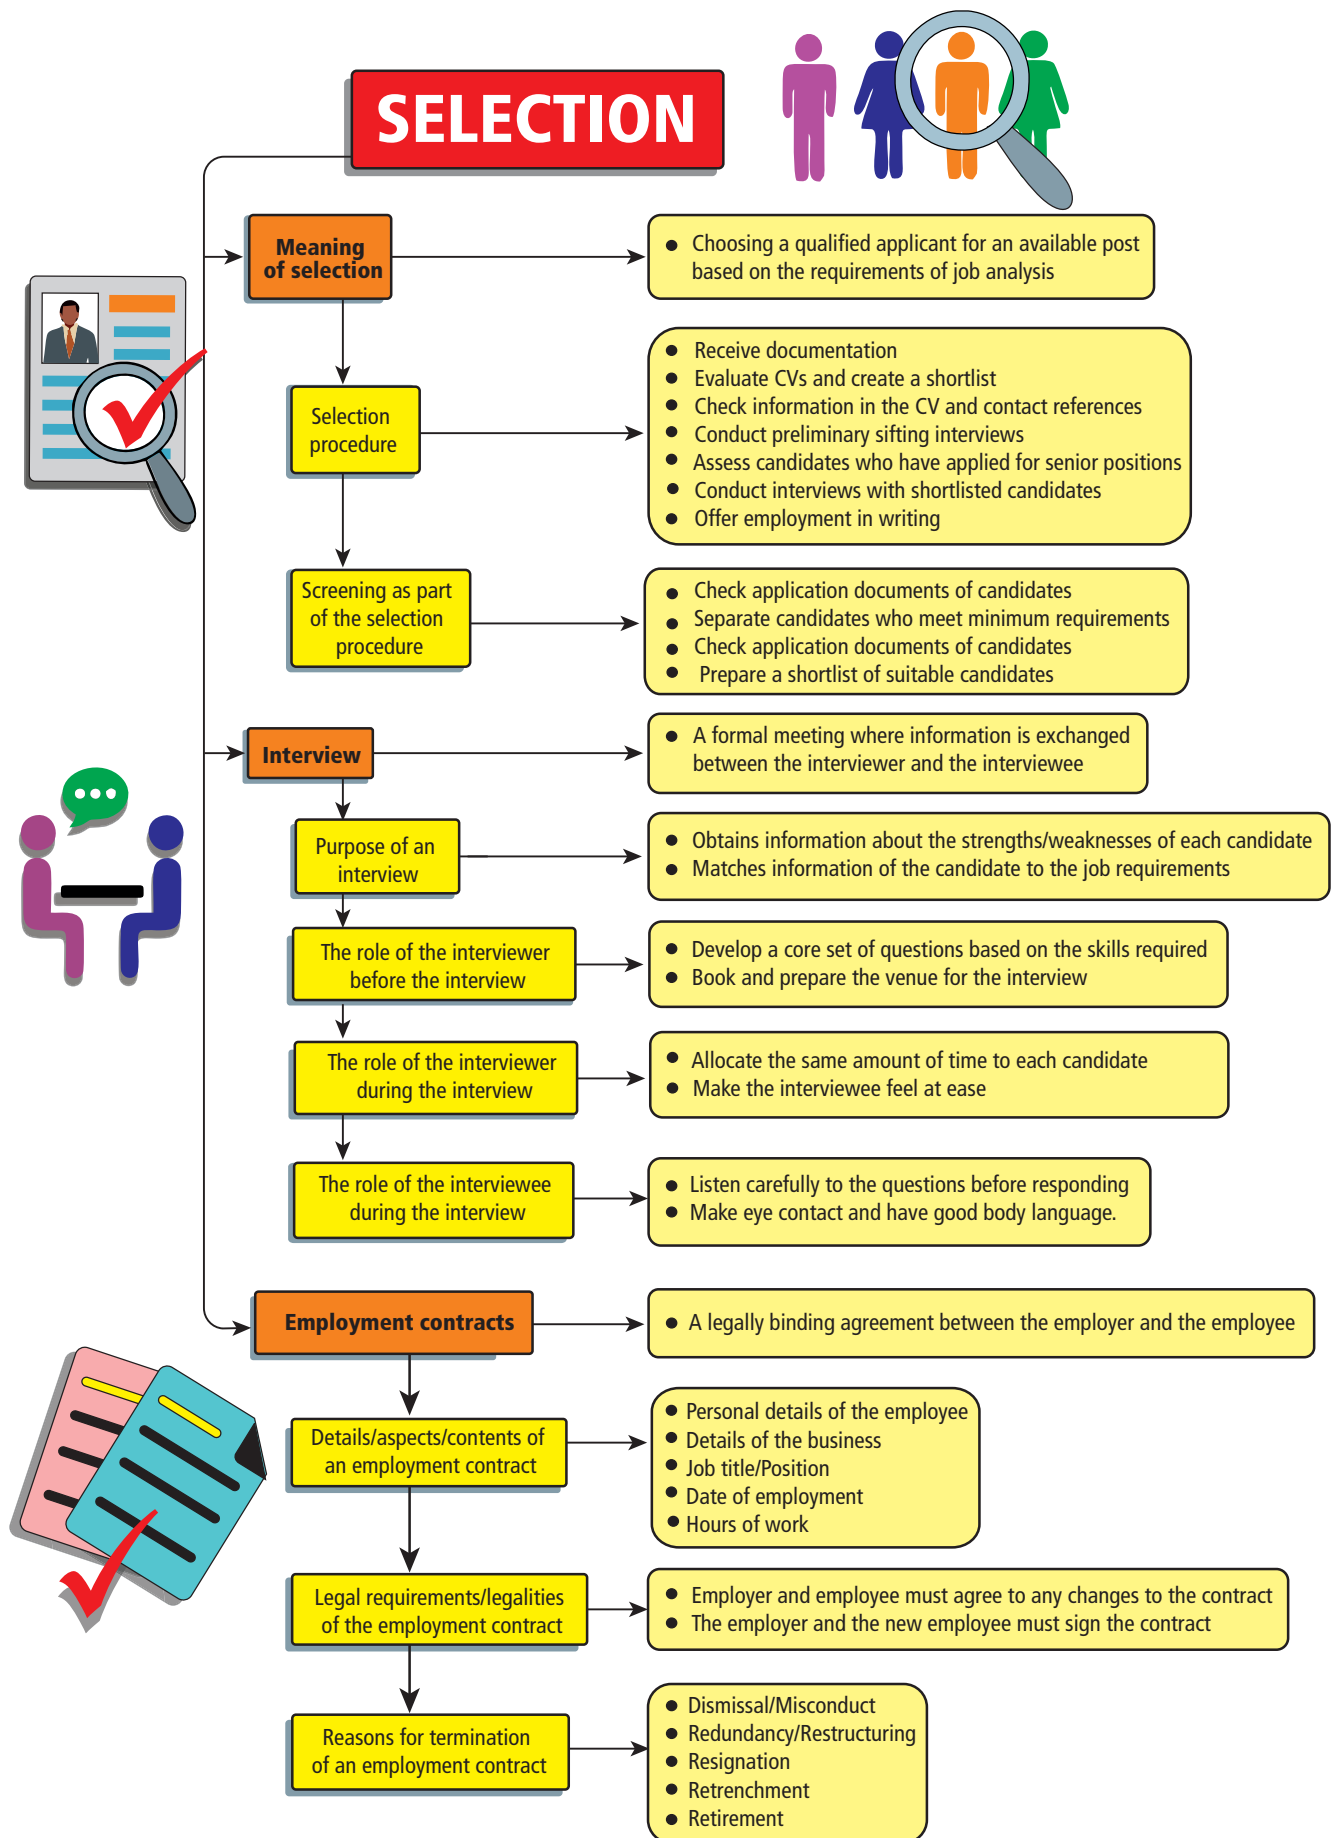 SELECTION
Meaning
of selection
• Choosing a qualified applicant for an available post
based on the requirements of job analysis
Selection
procedure
• Receive documentation
• Evaluate CVs and create a shortlist
• Check information in the CV and contact references
• Conduct preliminary sifting interviews
• Assess candidates who have applied for senior positions
• Conduct interviews with shortlisted candidates
• Offer employment in writing
Screening as part
of the selection
procedure
• Check application documents of candidates
• Separate candidates who meet minimum requirements
• Check application documents of candidates
• Prepare a shortlist of suitable candidates
Interview
• A formal meeting where information is exchanged
between the interviewer and the interviewee
Purpose of an
interview
• Obtains information about the strengths/weaknesses of each candidate
• Matches information of the candidate to the job requirements
The role of the interviewer
before the interview
• Develop a core set of questions based on the skills required
• Book and prepare the venue for the interview
The role of the interviewer
during the interview
• Allocate the same amount of time to each candidate
• Make the interviewee feel at ease
The role of the interviewee
during the interview
• Listen carefully to the questions before responding
• Make eye contact and have good body language.
Employment contracts
• A legally binding agreement between the employer and the employee
Details/aspects/contents of
an employment contract
• Personal details of the employee
• Details of the business
• Job title/Position
• Date of employment
• Hours of work
Legal requirements/legalities
of the employment contract
• Employer and employee must agree to any changes to the contract
• The employer and the new employee must sign the contract
Reasons for termination
of an employment contract
• Dismissal/Misconduct
• Redundancy/Restructuring
• Resignation
• Retrenchment
• Retirement